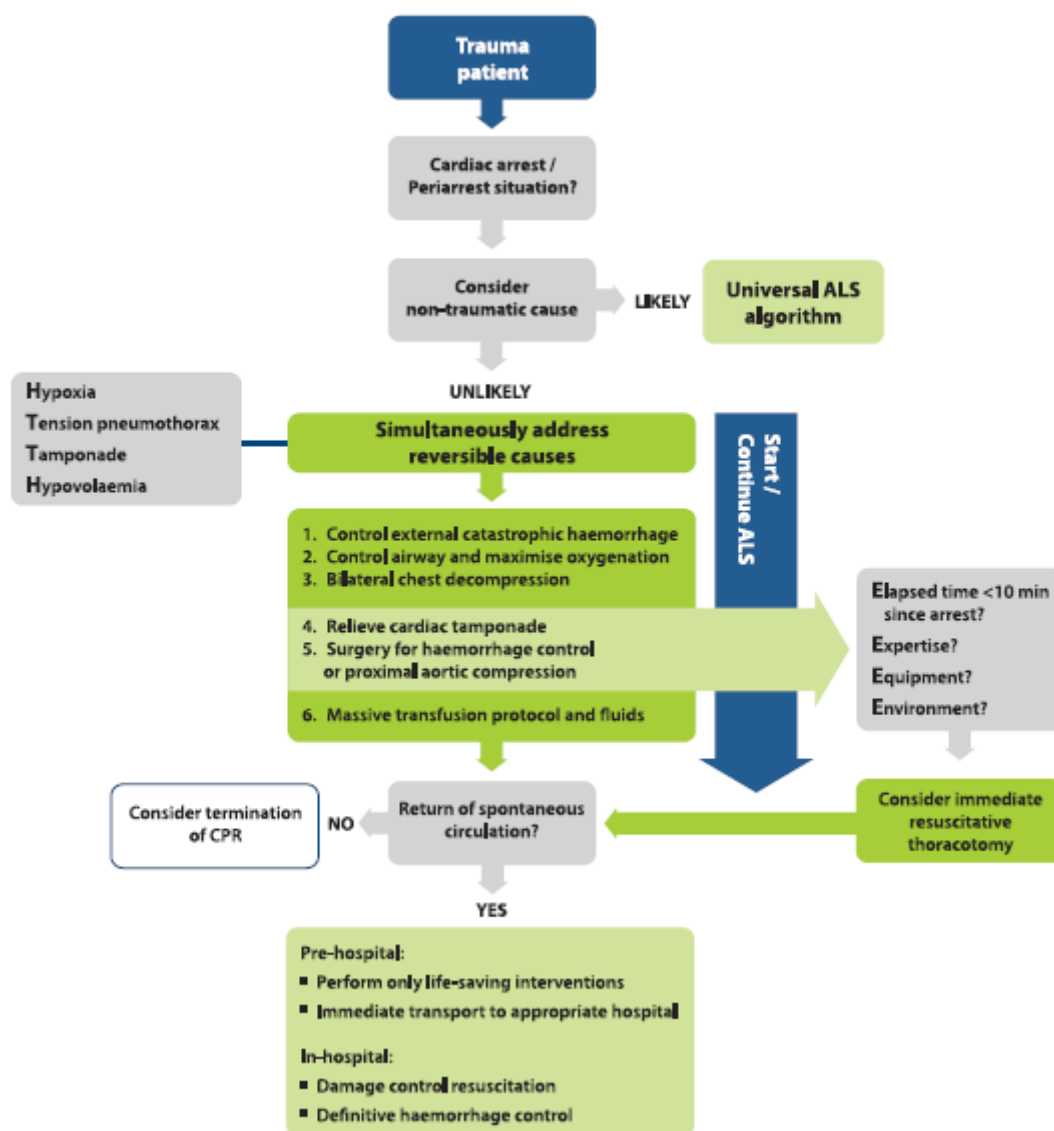 Trauma
patient
Cardiac arrest /
Periarrest situation?
Consider
non-traumatic cause
LIKELY
Universal ALS
algorithm
UNLIKELY
Hypoxia
Tension pneumothorax
Tamponade
Hypovolaemia
Simultaneously address
reversible causes
Start /
Continue ALS
1. Control external catastrophic haemorrhage
2. Control airway and maximise oxygenation
3. Bilateral chest decompression
4. Relieve cardiac tamponade
5. Surgery for haemorrhage control
or proximal aortic compression
6. Massive transfusion protocol and fluids
Elapsed time <10 min
since arrest?
Expertise?
Equipment?
Environment?
Consider immediate
resuscitative
thoracotomy
Return of spontaneous
circulation?
NO
Consider termination
of CPR
YES
Pre-hospital:
▪ Perform only life-saving interventions
▪ Immediate transport to appropriate hospital
In-hospital:
▪ Damage control resuscitation
▪ Definitive haemorrhage control